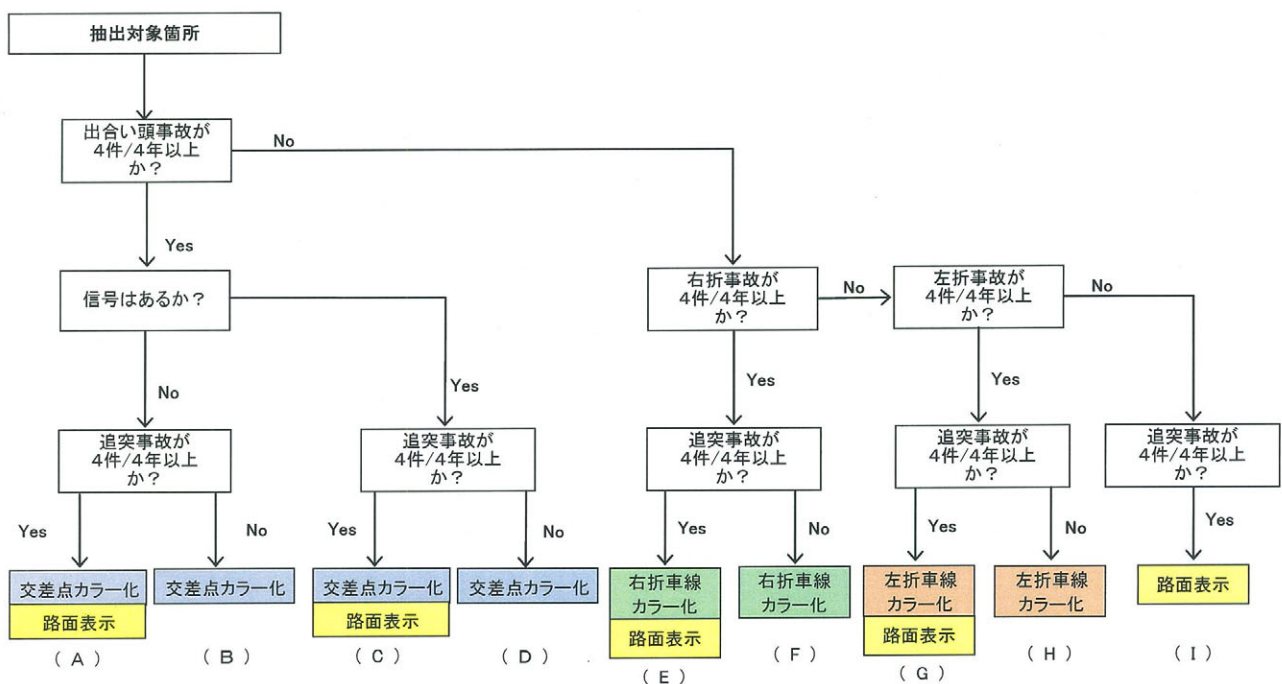 抽出対象箇所
出合い頭事故が
4件/4年以上
か？
No
Yes
信号はあるか？
右折事故が
4件/4年以上
か？
No
左折事故が
4件/4年以上
か？
No
No
Yes
Yes
Yes
追突事故が
4件/4年以上
か？
追突事故が
4件/4年以上
か？
追突事故が
4件/4年以上
か？
追突事故が
4件/4年以上
か？
追突事故が
4件/4年以上
か？
Yes
No
Yes
No
Yes
No
Yes
No
Yes
交差点カラー化
路面表示
交差点カラー化
交差点カラー化
路面表示
交差点カラー化
右折車線
カラー化
路面表示
右折車線
カラー化
左折車線
カラー化
路面表示
左折車線
カラー化
路面表示
（A）
（B）
（C）
（D）
（E）
（F）
（G）
（H）
（I）